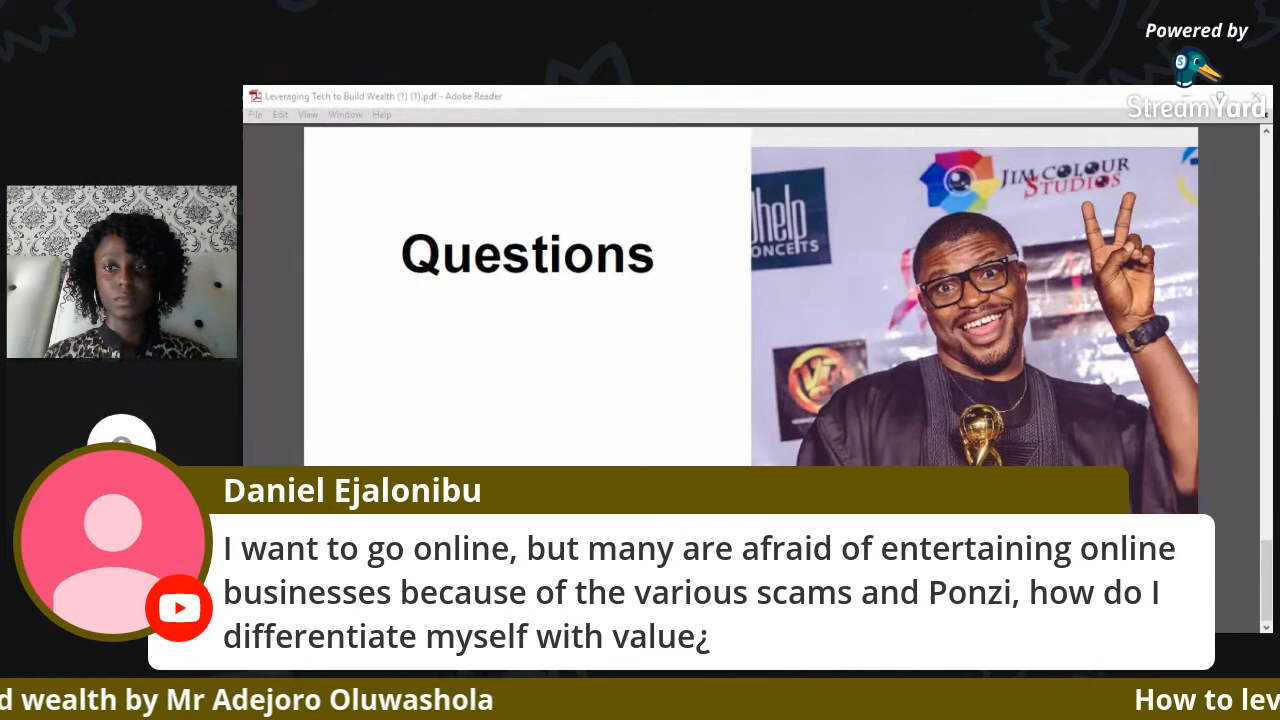 Powered by
StreamYard
Leveraging Tech to Build Wealth (1) (1).pdf - Adobe Reader
File Edit View Window Help
Questions
JIM COLOUR
STUDIOS
help
ONCEPTS
Daniel Ejalonibu
I want to go online, but many are afraid of entertaining online
businesses because of the various scams and Ponzi, how do I
differentiate myself with value¿
d wealth by Mr Adejoro Oluwashola
How to lev